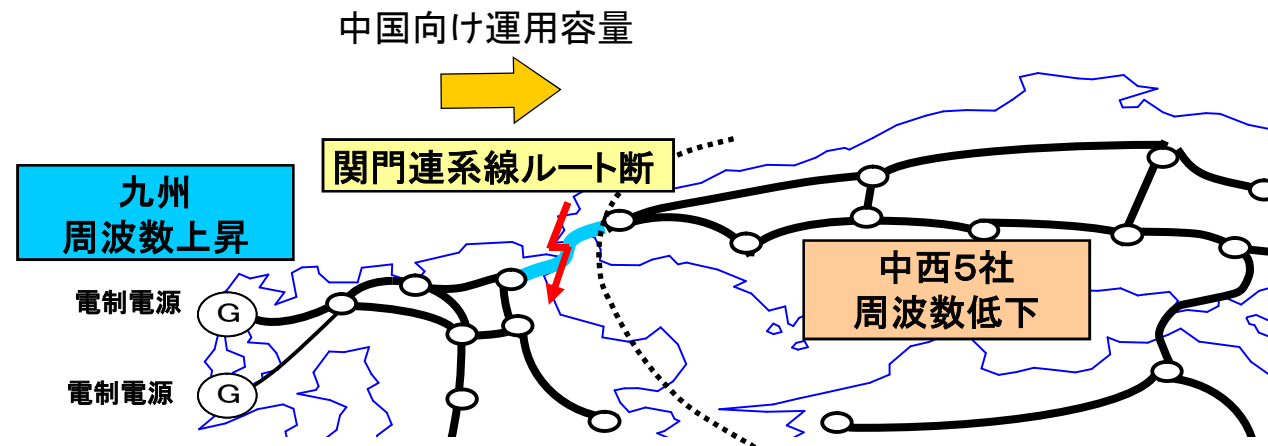 中国向け運用容量
関門連系線ルート断
九州
周波数上昇
中西5社
周波数低下
電制電源
G
電制電源
G